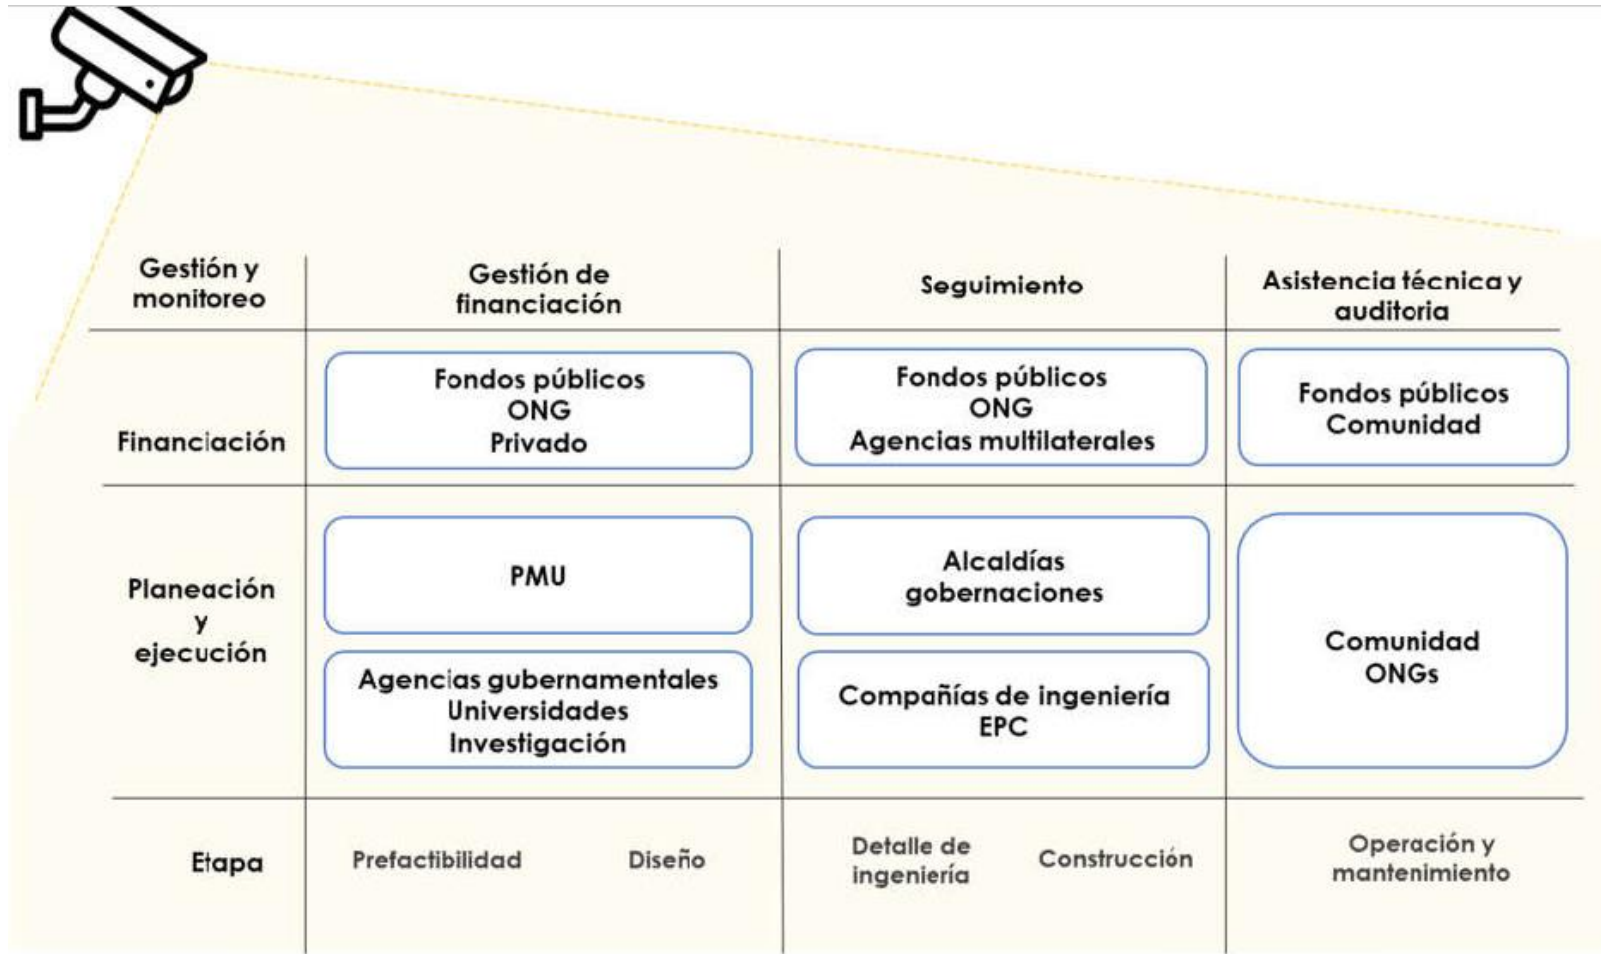 Gestión y
monitoreo
Gestión de
financiación
Seguimiento
Asistencia técnica y
auditoria
Financiación
Fondos públicos
ONG
Privado
Fondos públicos
ONG
Agencias multilaterales
Fondos públicos
Comunidad
Planeación
y
ejecución
PMU
Agencias gubernamentales
Universidades
Investigación
Alcaldías
gobernaciones
Compañías de ingeniería
EPC
Comunidad
ONGs
Etapa
Prefactibilidad
Diseño
Detalle de
ingeniería
Construcción
Operación y
mantenimiento